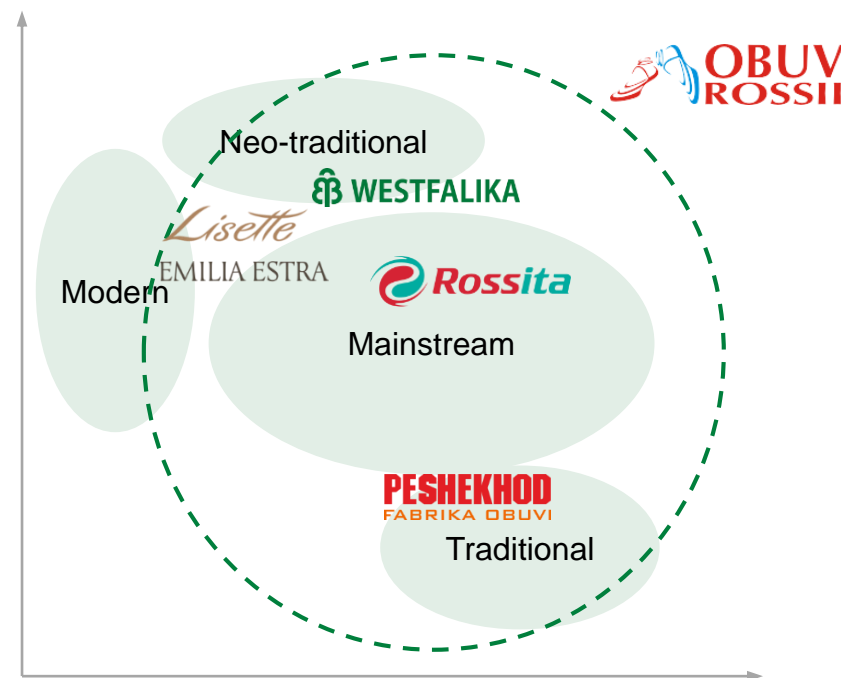 OBUV
ROSSII
Neo-traditional
WESTFALIKA
Lisette
EMILIA ESTRA
Rossita
Modern
Mainstream
PESHEKHOD
FABRIKA OBUVI
Traditional